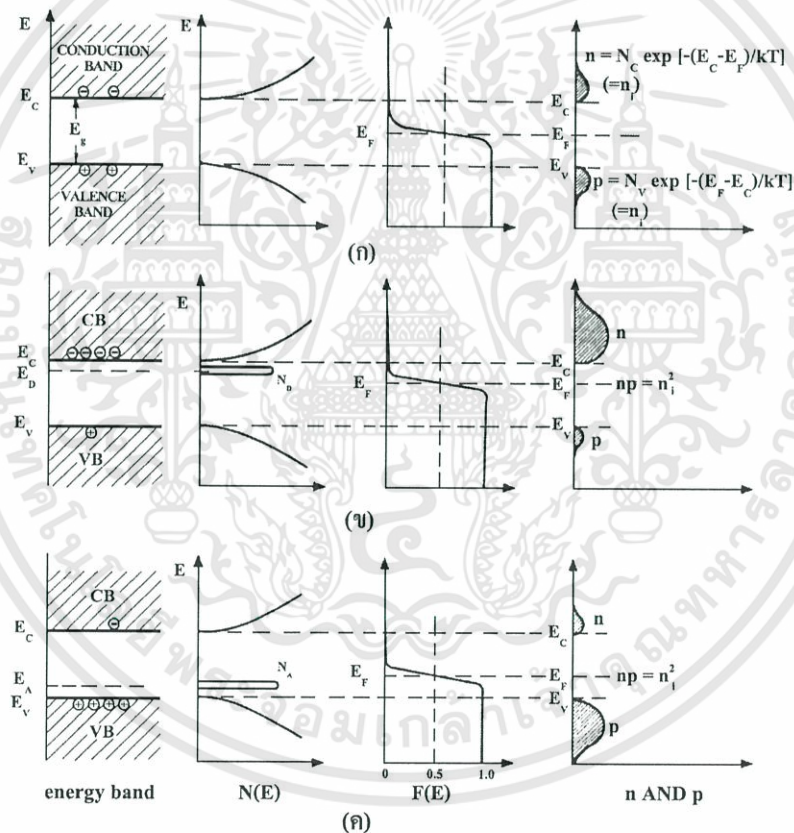 E
CONDUCTION
BAND
E_C
E_g
E_V
VALENCE
BAND
E
E_F
n = N_C exp [-(E_C-E_F)/kT]
(=n_i)
E_C
E_F
E_V
p = N_V exp [-(E_F-E_C)/kT]
(=n_i)
(ก)
CB
E_C
E_D
E_V
VB
E
N_D
E_F
n
E_C
E_F
np = n_i^2
E_V
p
(ข)
CB
E_C
E_A
E_V
VB
E
N_A
E_F
0 0.5 1.0
n
E_C
E_F
np = n_i^2
E_V
p
energy band N(E) F(E) n AND p
(ค)